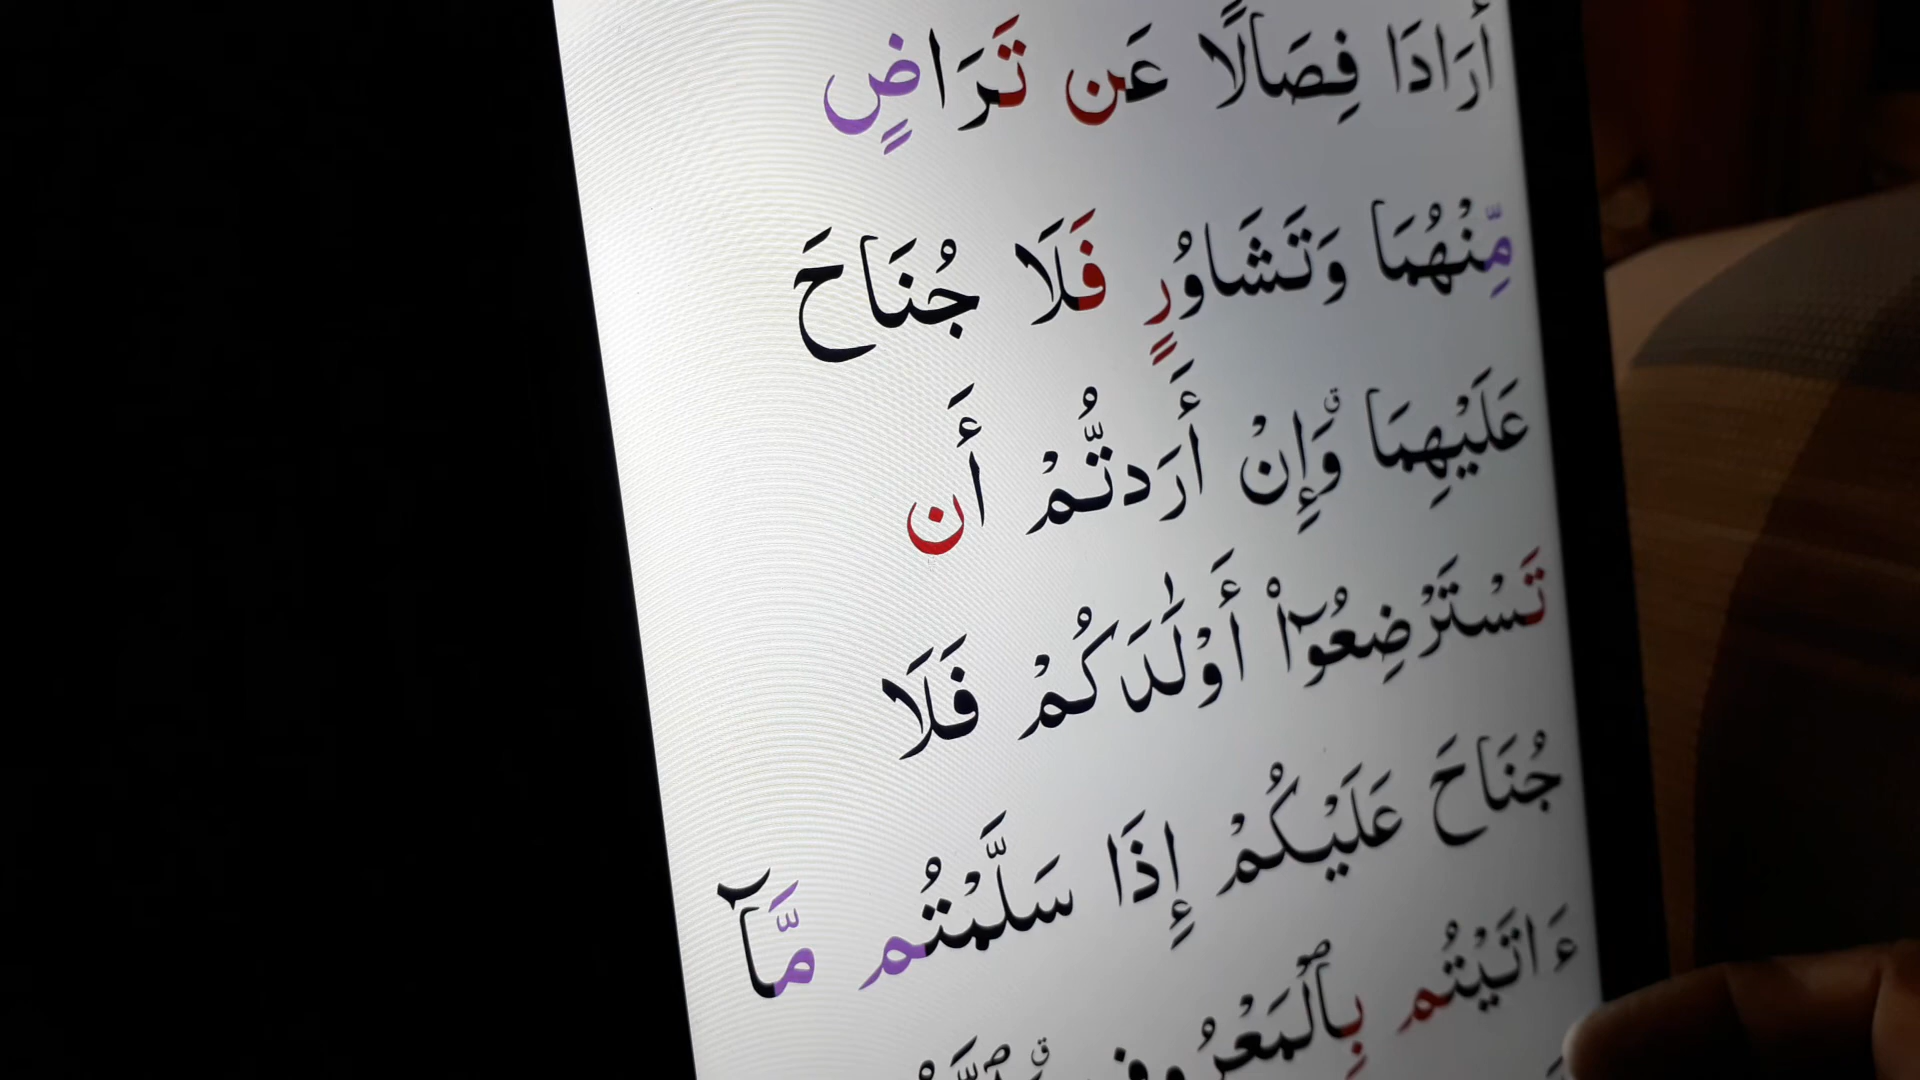 أَرَادَا فِصَالًا عَن تَرَاضٍ
مِّنْهُمَا وَتَشَاوُرٍ فَلَا جُنَاحَ
عَلَيْهِمَا ۗ وَإِنْ أَرَدتُّمْ أَن
تَسْتَرْضِعُوٓا۟ أَوْلَـٰدَكُمْ فَلَا
جُنَاحَ عَلَيْكُمْ إِذَا سَلَّمْتُم مَّآ
ءَاتَيْتُم بِٱلْمَعْرُوفِ ۗ